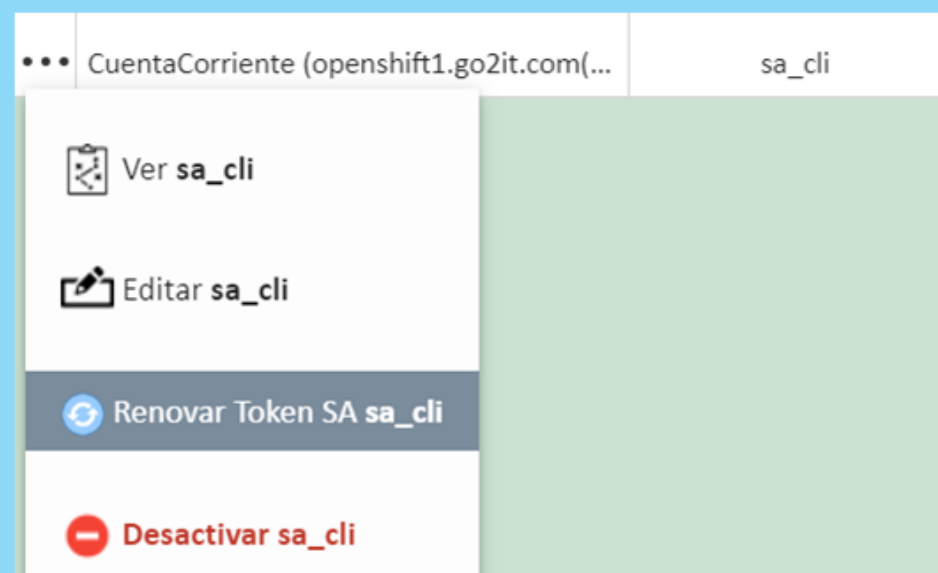 ••• CuentaCorriente (openshift1.go2it.com(... sa_cli
Ver sa_cli
Editar sa_cli
Renovar Token SA sa_cli
Desactivar sa_cli